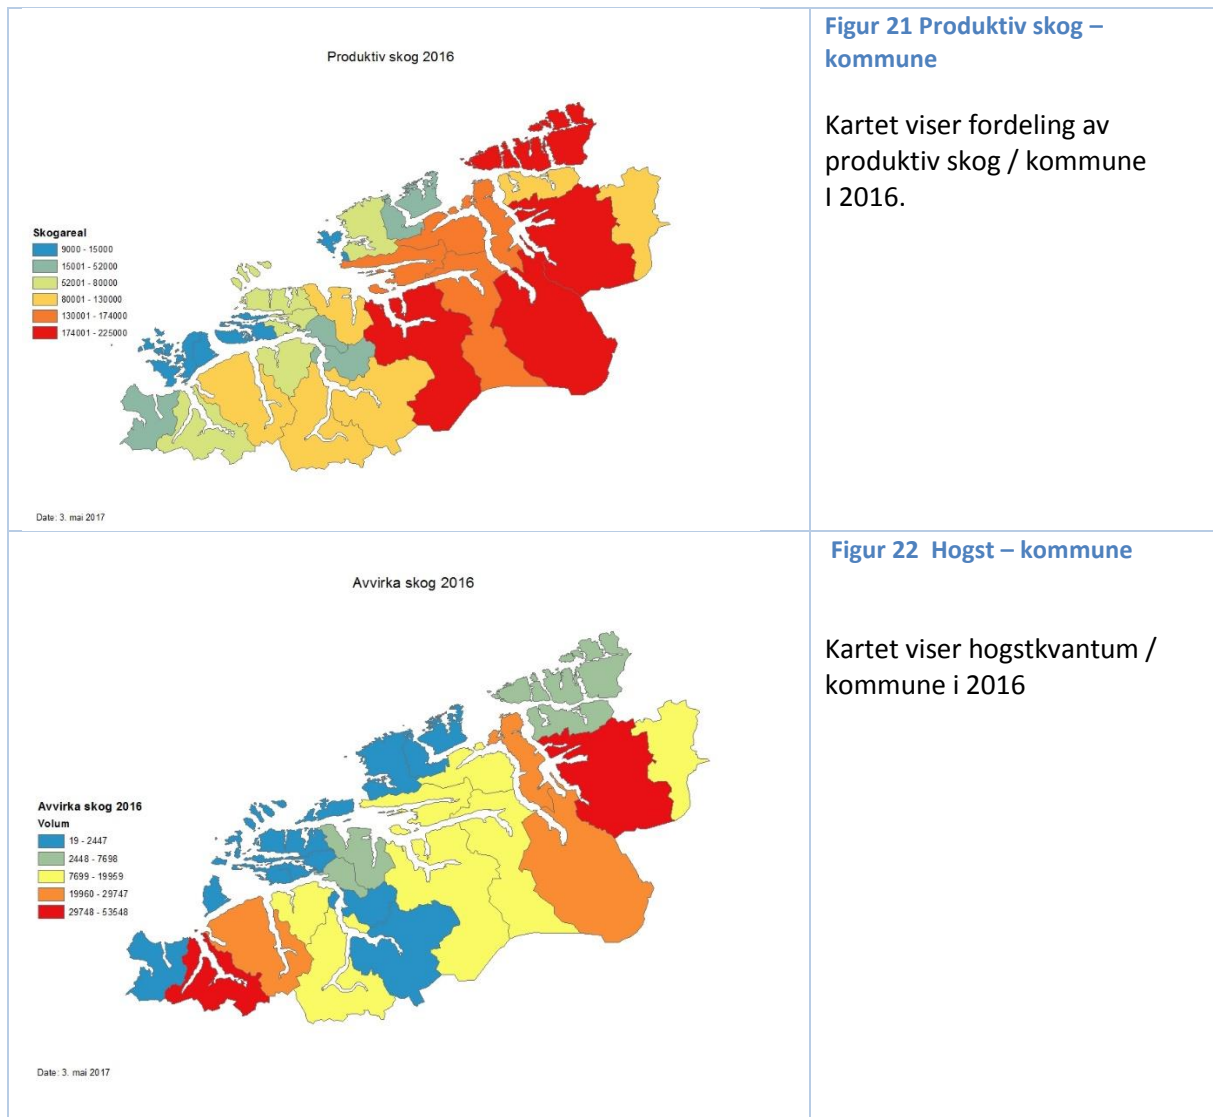 Produktiv skog 2016
Skogareal
9000 - 15000
15001 - 52000
52001 - 80000
80001 - 130000
130001 - 174000
174001 - 225000
Date: 3. mai 2017
Figur 21 Produktiv skog –
kommune
Kartet viser fordeling av
produktiv skog / kommune
I 2016.
Avvirka skog 2016
Avvirka skog 2016
Volum
19 - 2447
2448 - 7698
7699 - 19959
19960 - 29747
29748 - 53548
Date: 3. mai 2017
Figur 22 Hogst – kommune
Kartet viser hogstkvantum /
kommune i 2016